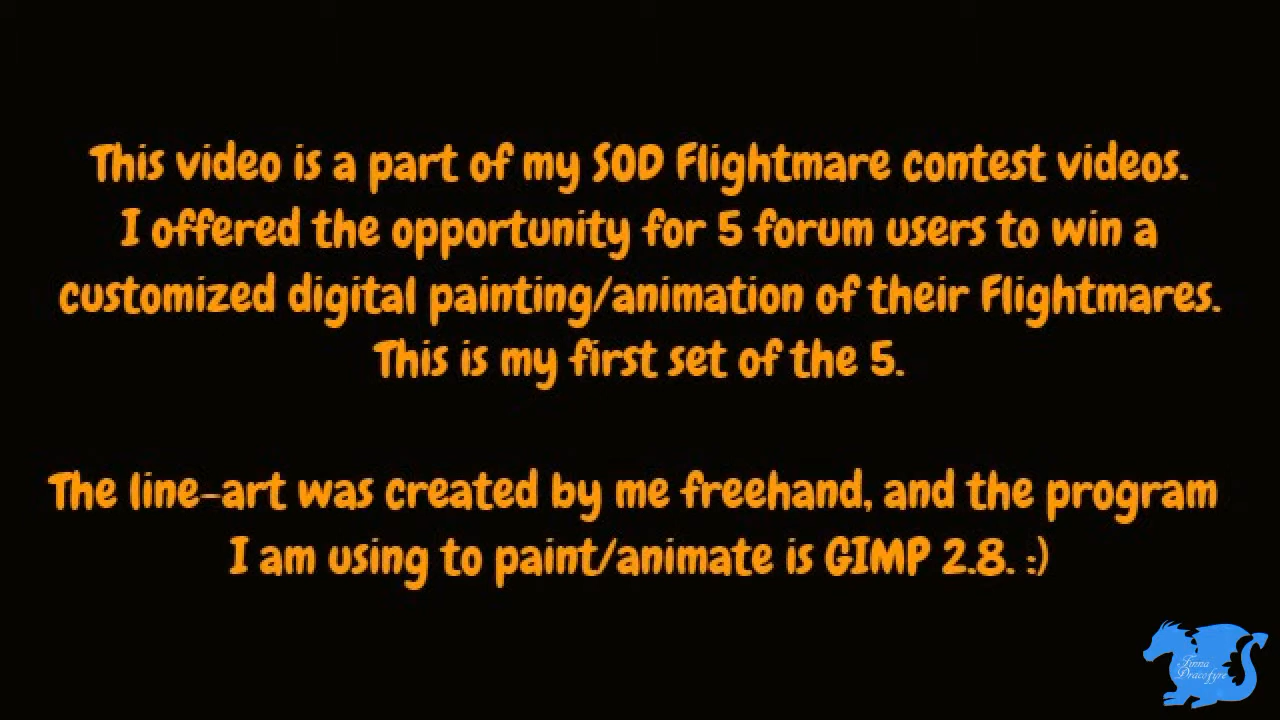 This video is a part of my SOD Flightmare contest videos.
I offered the opportunity for 5 forum users to win a
customized digital painting/animation of their Flightmares.
This is my first set of the 5.
The line-art was created by me freehand, and the program
I am using to paint/animate is GIMP 2.8. :)
Dracofyre